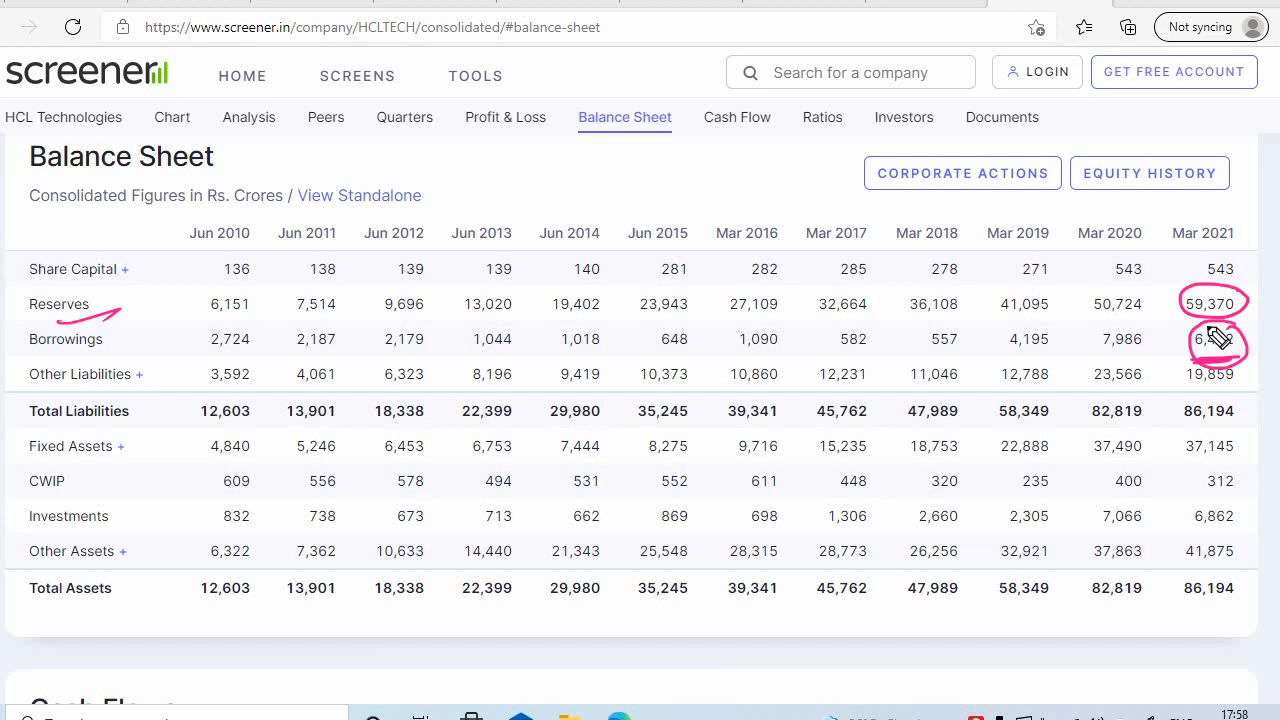 https://www.screener.in/company/HCLTECH/consolidated/#balance-sheet Not syncing
screener HOME SCREENS TOOLS Search for a company LOGIN GET FREE ACCOUNT
HCL Technologies Chart Analysis Peers Quarters Profit & Loss Balance Sheet Cash Flow Ratios Investors Documents
Balance Sheet
CORPORATE ACTIONS EQUITY HISTORY
Consolidated Figures in Rs. Crores / View Standalone
Jun 2010 Jun 2011 Jun 2012 Jun 2013 Jun 2014 Jun 2015 Mar 2016 Mar 2017 Mar 2018 Mar 2019 Mar 2020 Mar 2021
Share Capital + 136 138 139 139 140 281 282 285 278 271 543 543
Reserves 6,151 7,514 9,696 13,020 19,402 23,943 27,109 32,664 36,108 41,095 50,724 59,370
Borrowings 2,724 2,187 2,179 1,044 1,018 648 1,090 582 557 4,195 7,986
Other Liabilities + 3,592 4,061 6,323 8,196 9,419 10,373 10,860 12,231 11,046 12,788 23,566 19,859
Total Liabilities 12,603 13,901 18,338 22,399 29,980 35,245 39,341 45,762 47,989 58,349 82,819 86,194
Fixed Assets + 4,840 5,246 6,453 6,753 7,444 8,275 9,716 15,235 18,753 22,888 37,490 37,145
CWIP 609 556 578 494 531 552 611 448 320 235 400 312
Investments 832 738 673 713 662 869 698 1,306 2,660 2,305 7,066 6,862
Other Assets + 6,322 7,362 10,633 14,440 21,343 25,548 28,315 28,773 26,256 32,921 37,863 41,875
Total Assets 12,603 13,901 18,338 22,399 29,980 35,245 39,341 45,762 47,989 58,349 82,819 86,194
17:58